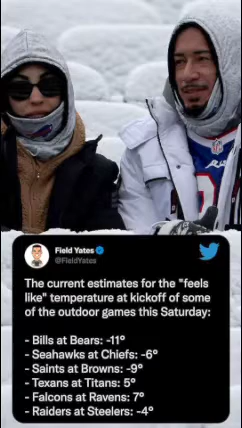 Field Yates
@FieldYates
The current estimates for the "feels
like" temperature at kickoff of some
of the outdoor games this Saturday:
- Bills at Bears: -11°
- Seahawks at Chiefs: -6°
- Saints at Browns: -9°
- Texans at Titans: 5°
- Falcons at Ravens: 7°
- Raiders at Steelers: -4°